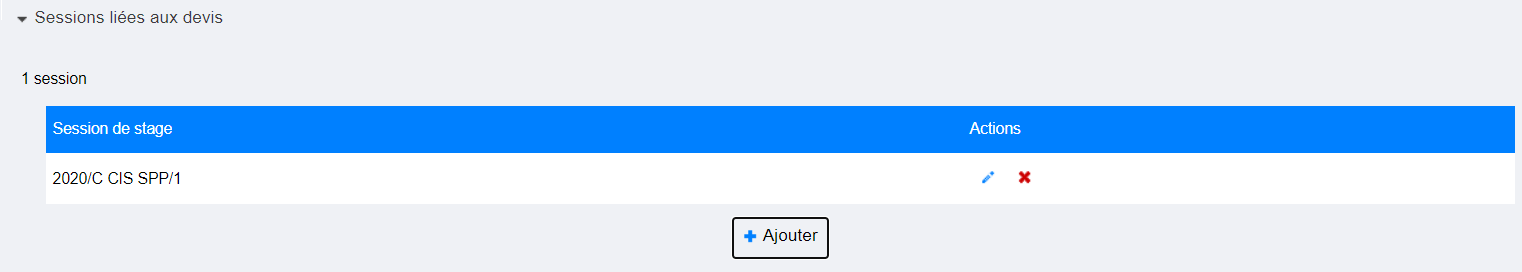 Sessions liées aux devis
1 session
Session de stage Actions
2020/C CIS SPP/1
Ajouter